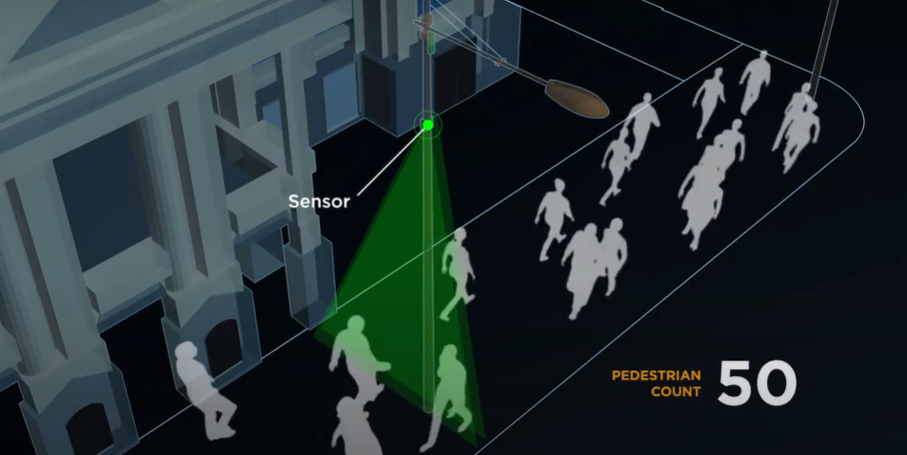 Sensor
PEDESTRIAN
COUNT
50